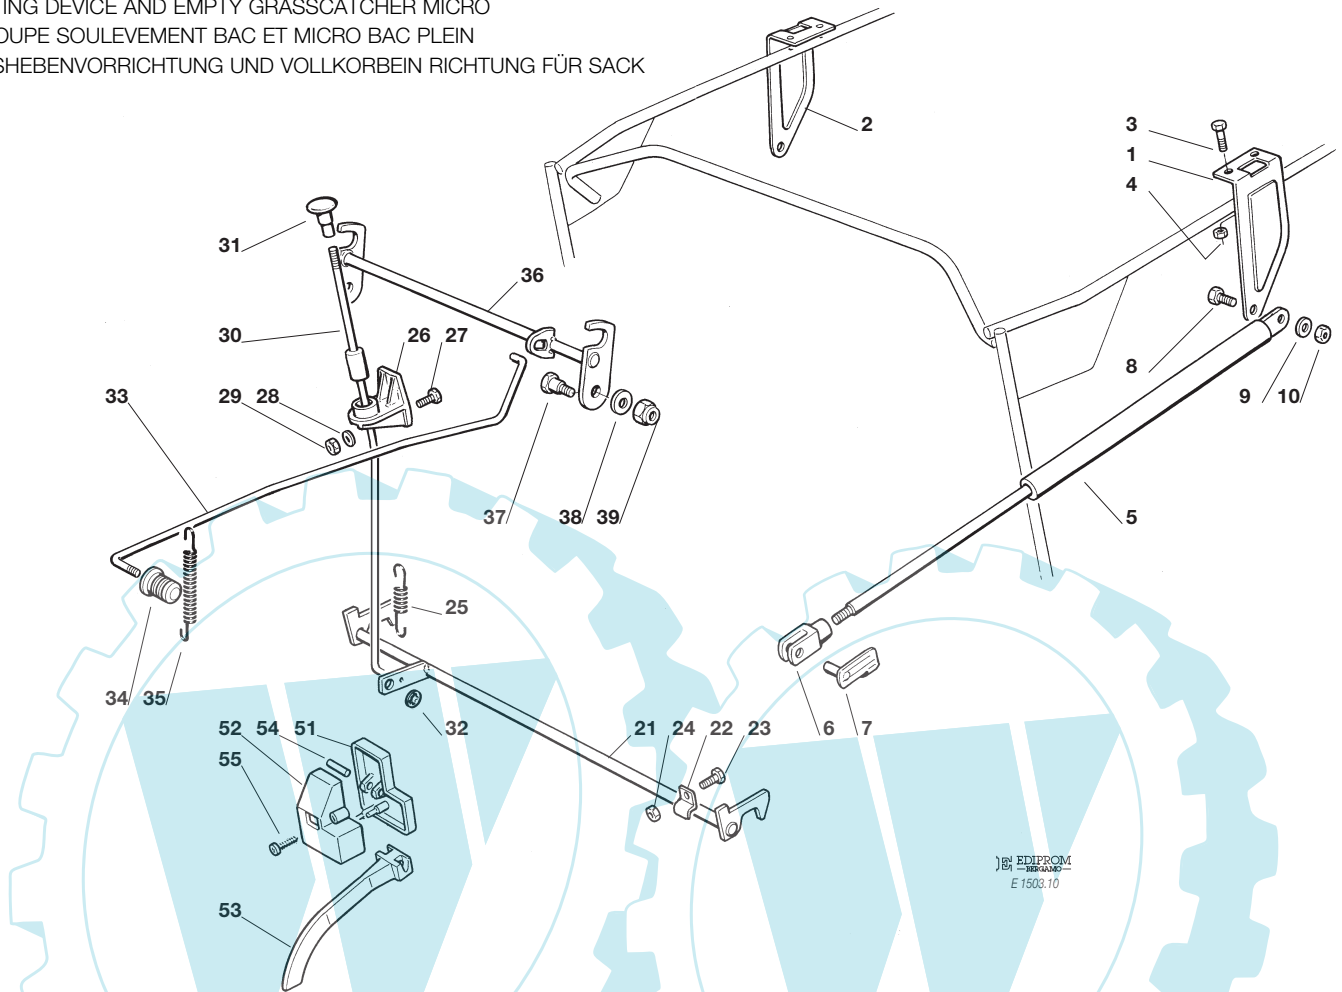 ING DEVICE AND EMPTY GRASSCATCHER MICRO
OUPE SOULEVEMENT BAC ET MICRO BAC PLEIN
SHEBENVORRICHTUNG UND VOLLKORBEIN RICHTUNG FÜR SACK
2
3
1
4
31
36
30
26 27
8
33
29 28
9 10
37 38 39
5
25
34 35
52 54 51
32
21 24 22 23
6 7
55
53
EDIPROM
BERGAMO
E 1503.10